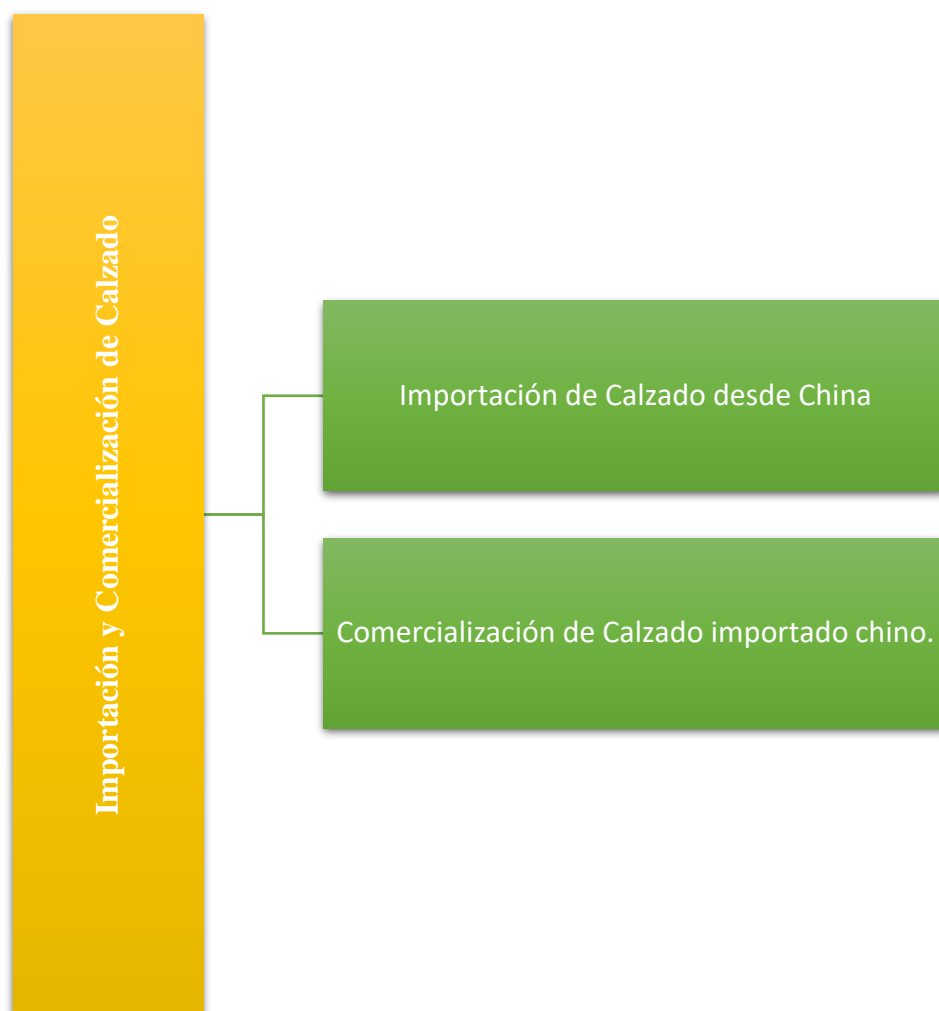 Importación y Comercialización de Calzado
Importación de Calzado desde China
Comercialización de Calzado importado chino.